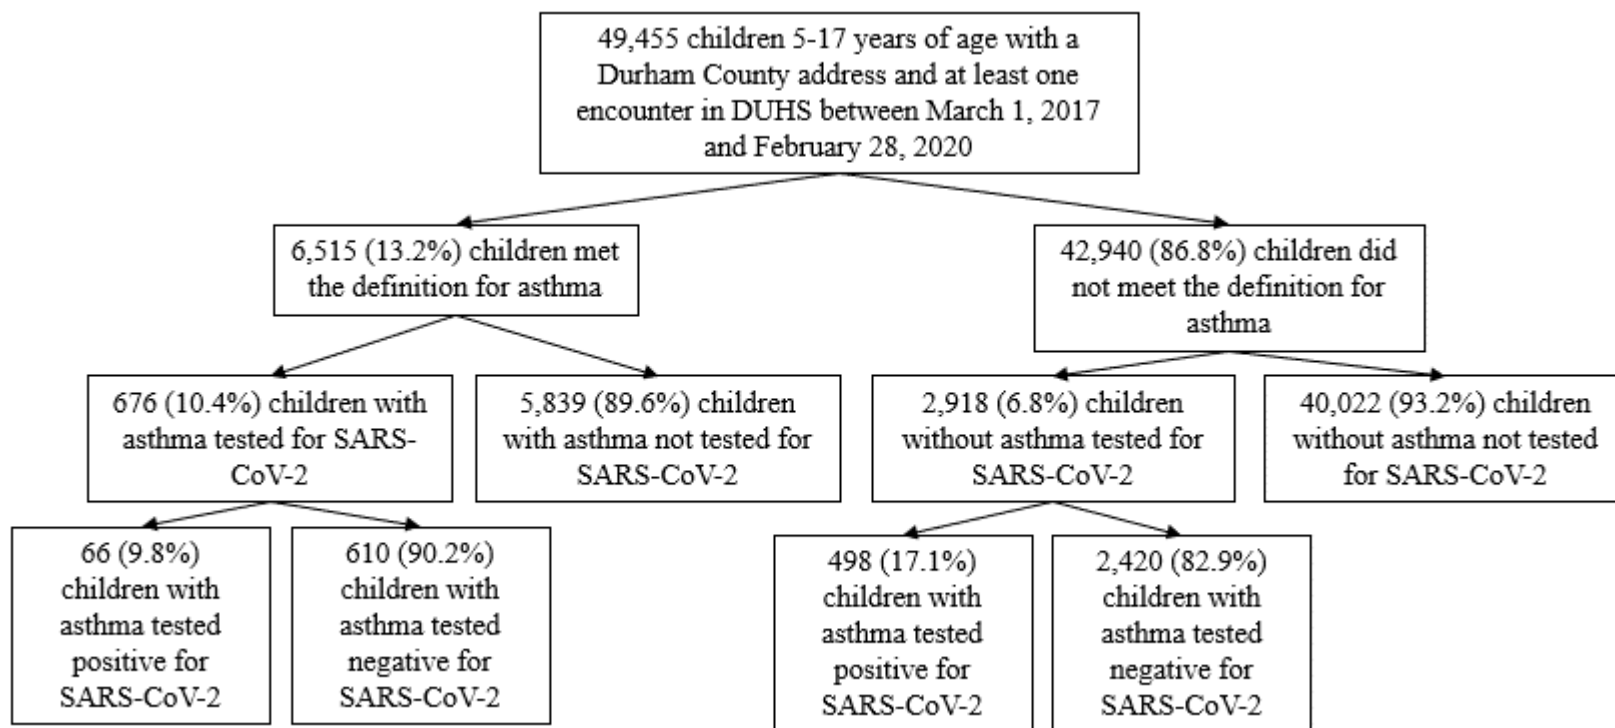 49,455 children 5-17 years of age with a
Durham County address and at least one
encounter in DUHS between March 1, 2017
and February 28, 2020
6,515 (13.2%) children met
the definition for asthma
42,940 (86.8%) children did
not meet the definition for
asthma
676 (10.4%) children with
asthma tested for SARS-
CoV-2
5,839 (89.6%) children
with asthma not tested for
SARS-CoV-2
2,918 (6.8%) children
without asthma tested for
SARS-CoV-2
40,022 (93.2%) children
without asthma not tested
for SARS-CoV-2
66 (9.8%)
children with
asthma tested
positive for
SARS-CoV-2
610 (90.2%)
children with
asthma tested
negative for
SARS-CoV-2
498 (17.1%)
children with
asthma tested
positive for
SARS-CoV-2
2,420 (82.9%)
children with
asthma tested
negative for
SARS-CoV-2